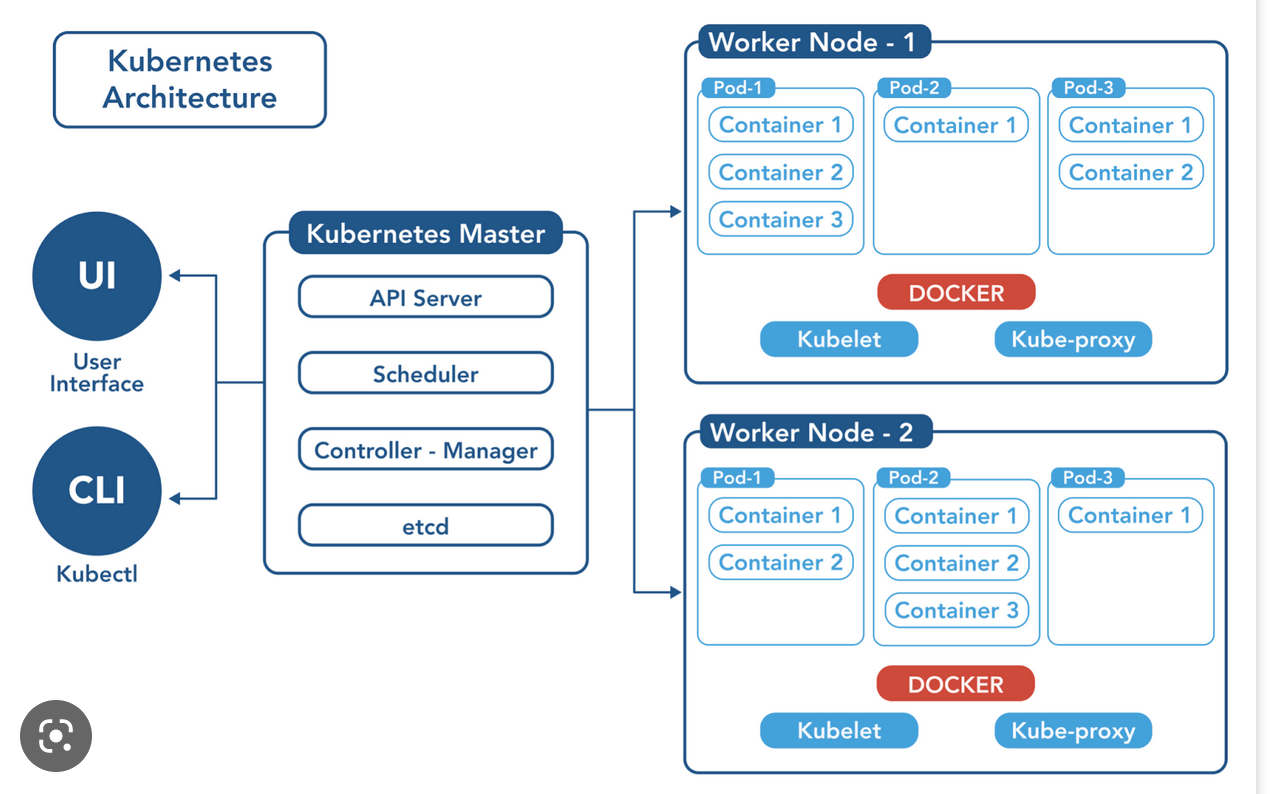 Kubernetes
Architecture
UI
User
Interface
CLI
Kubectl
Kubernetes Master
API Server
Scheduler
Controller - Manager
etcd
Worker Node - 1
Pod-1
Container 1
Container 2
Container 3
Pod-2
Container 1
Pod-3
Container 1
Container 2
DOCKER
Kubelet
Kube-proxy
Worker Node - 2
Pod-1
Container 1
Container 2
Pod-2
Container 1
Container 2
Container 3
Pod-3
Container 1
DOCKER
Kubelet
Kube-proxy